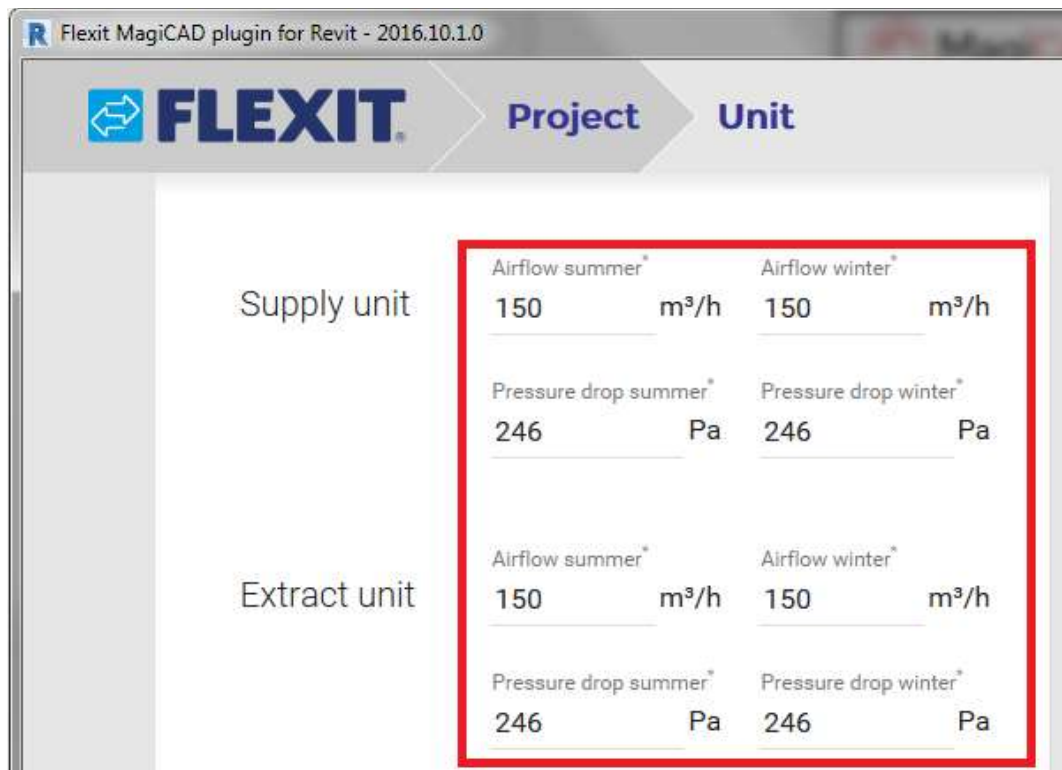 Flexit MagiCAD plugin for Revit - 2016.10.1.0
FLEXIT. Project Unit
Airflow summer* Airflow winter*
Supply unit 150 m³/h 150 m³/h
Pressure drop summer* Pressure drop winter*
246 Pa 246 Pa
Airflow summer* Airflow winter*
Extract unit 150 m³/h 150 m³/h
Pressure drop summer* Pressure drop winter*
246 Pa 246 Pa